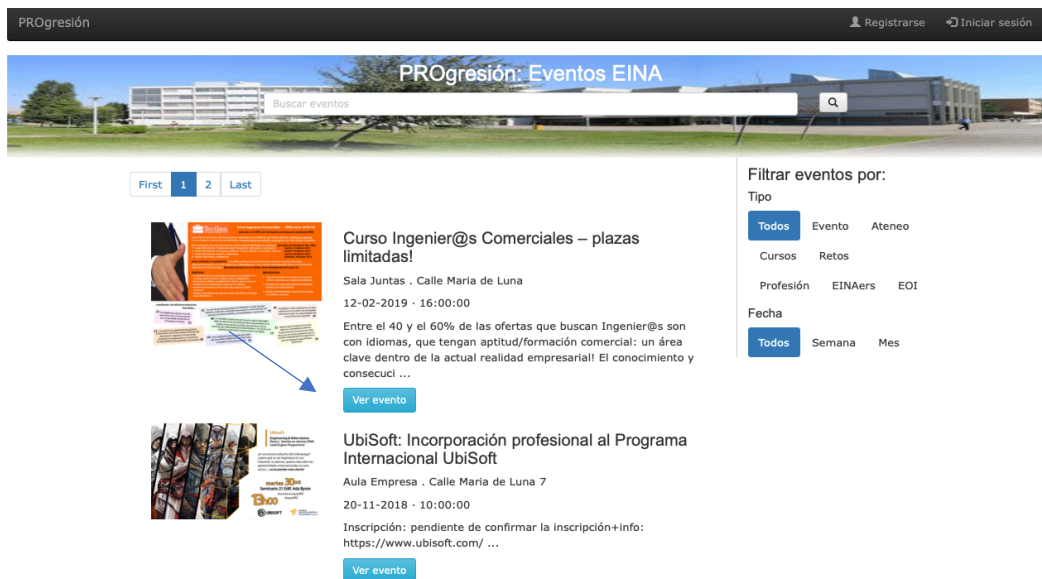 PROgresión
Registrarse
Iniciar sesión
PROgresión: Eventos EINA
Buscar eventos
First 1 2 Last
Curso Ingenier@s Comerciales – plazas
limitadas!
Sala Juntas . Calle Maria de Luna
12-02-2019 · 16:00:00
Entre el 40 y el 60% de las ofertas que buscan Ingenier@s son
con idiomas, que tengan aptitud/formación comercial: un área
clave dentro de la actual realidad empresarial! El conocimiento y
consecuci ...
Ver evento
Ubisoft
martes 30
13h00
UBISOFT
UbiSoft: Incorporación profesional al Programa
Internacional UbiSoft
Aula Empresa . Calle Maria de Luna 7
20-11-2018 · 10:00:00
Inscripción: pendiente de confirmar la inscripción+info:
https://www.ubisoft.com/ ...
Ver evento
Filtrar eventos por:
Tipo
Todos Evento Ateneo
Cursos Retos
Profesión EINAers EOI
Fecha
Todos Semana Mes